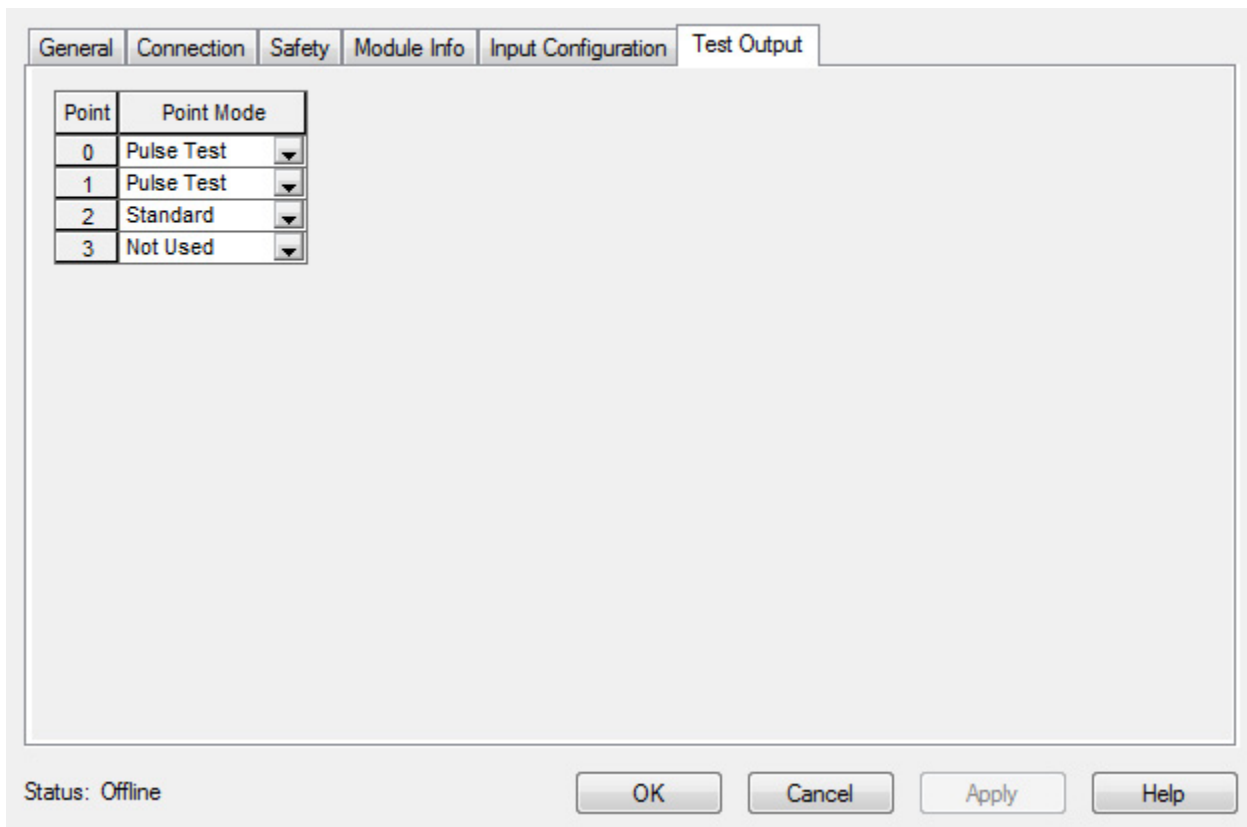 General Connection Safety Module Info Input Configuration Test Output
Point Point Mode
0 Pulse Test
1 Pulse Test
2 Standard
3 Not Used
Status: Offline OK Cancel Apply Help